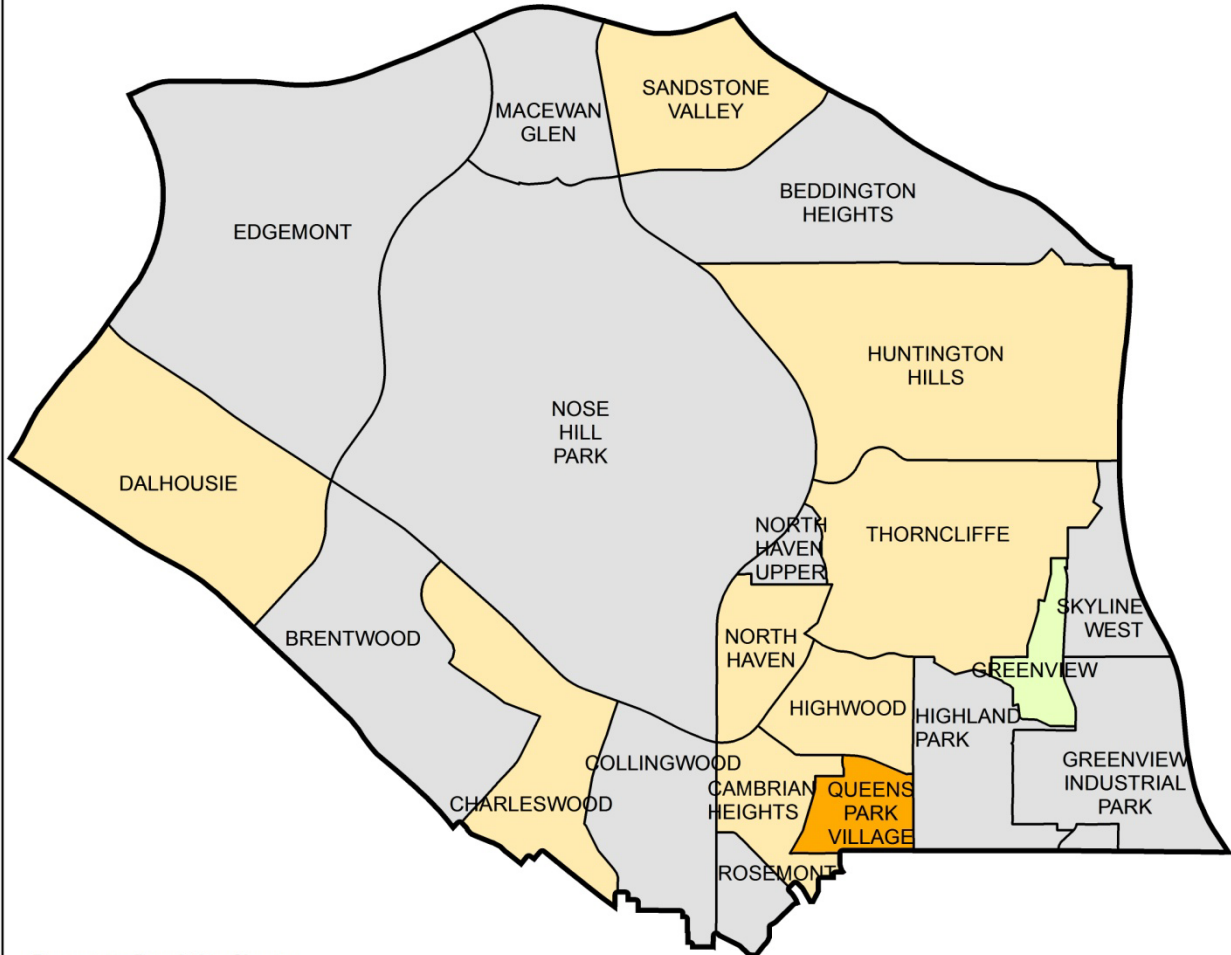 SANDSTONE
VALLEY
MACEWAN
GLEN
BEDDINGTON
HEIGHTS
EDGEMONT
HUNTINGTON
HILLS
NOSE
HILL
PARK
DALHOUSIE
NORTH
HAVEN
UPPER
THORNCLIFFE
SKYLINE
WEST
BRENTWOOD
NORTH
HAVEN
GREENVIEW
HIGHWOOD
HIGHLAND
PARK
COLLINGWOOD
GREENVIEW
INDUSTRIAL
PARK
CHARLESWOOD
CAMBRIAN
HEIGHTS
QUEENS
PARK
VILLAGE
ROSEMONT